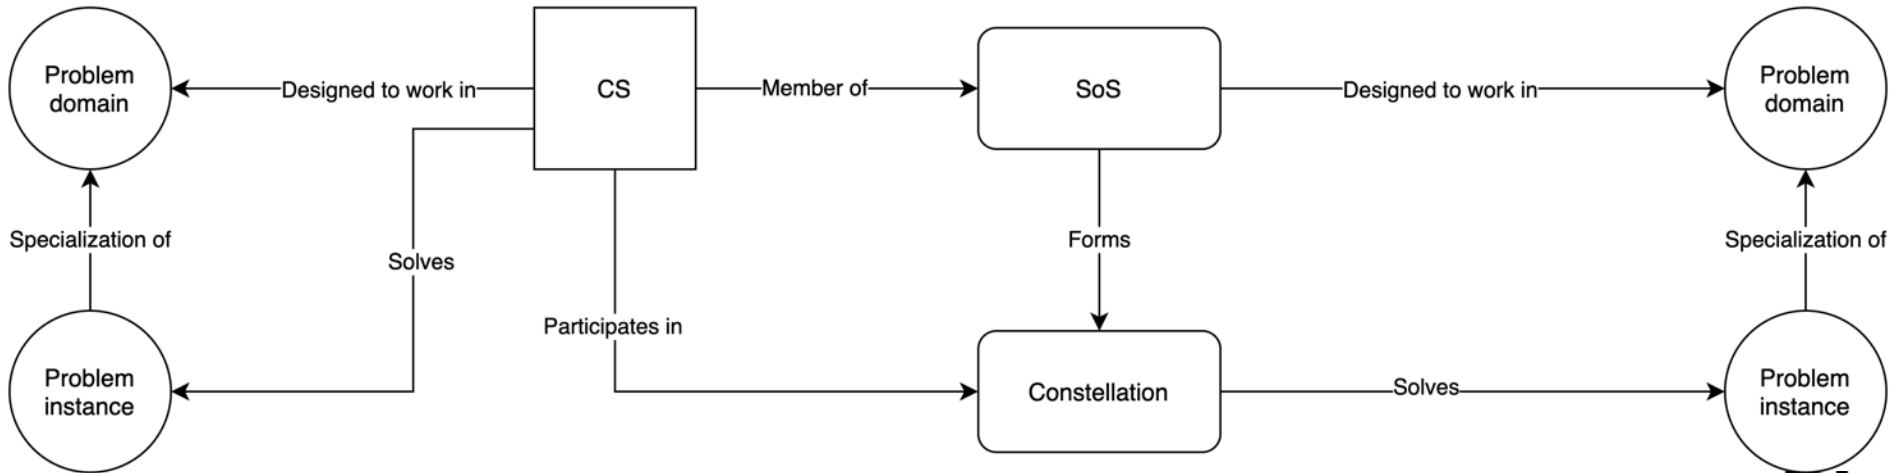 Problem
domain
Designed to work in
CS
Member of
SoS
Designed to work in
Problem
domain
Specialization of
Solves
Participates in
Forms
Specialization of
Problem
instance
Constellation
Solves
Problem
instance